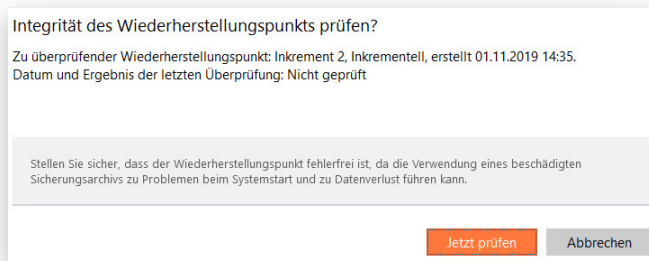 Integrität des Wiederherstellungspunkts prüfen?
Zu überprüfender Wiederherstellungspunkt: Inkrement 2, Inkrementell, erstellt 01.11.2019 14:35.
Datum und Ergebnis der letzten Überprüfung: Nicht geprüft
Stellen Sie sicher, dass der Wiederherstellungspunkt fehlerfrei ist, da die Verwendung eines beschädigten
Sicherungsarchivs zu Problemen beim Systemstart und zu Datenverlust führen kann.
Jetzt prüfen Abbrechen